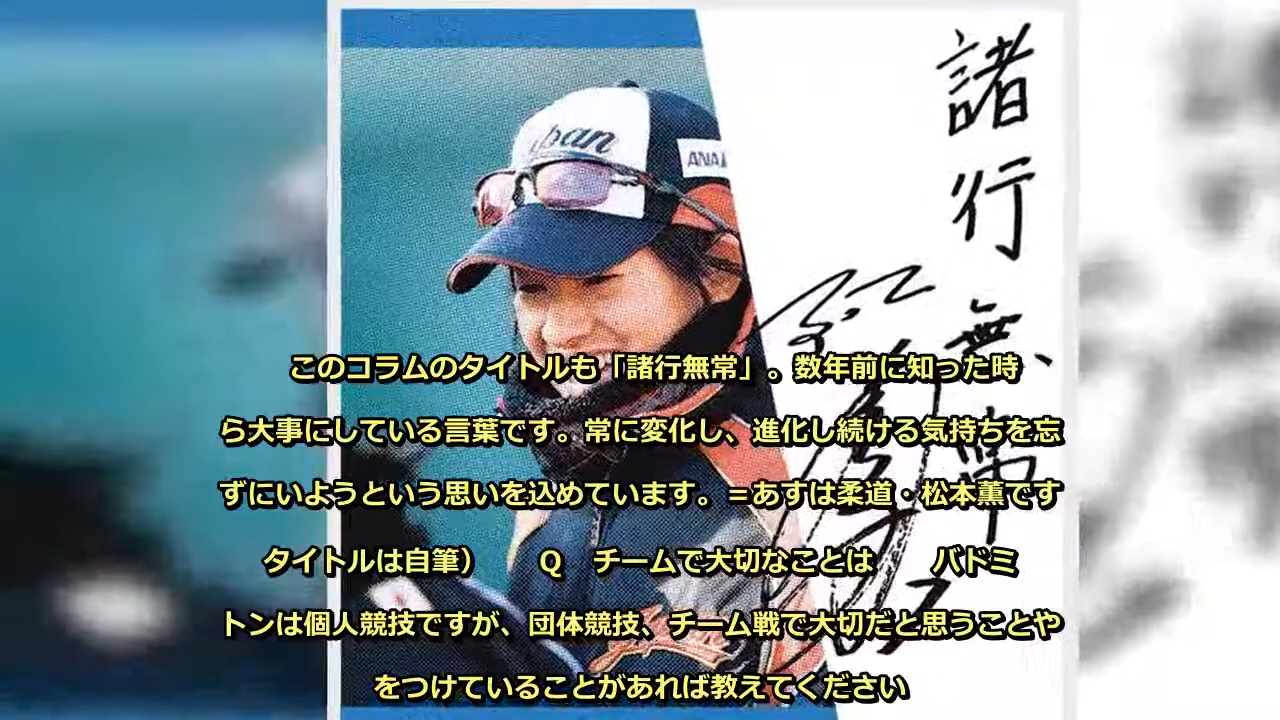 諸行無常
Japan
ANA
このコラムのタイトルも「諸行無常」。数年前に知った時
ら大事にしている言葉です。常に変化し、進化し続ける気持ちを忘
ずにいようという思いを込めています。＝あすは柔道・松本薫です
タイトルは自筆）　　Q　チームで大切なことは　　バドミ
トンは個人競技ですが、団体競技、チーム戦で大切だと思うことや
をつけていることがあれば教えてください